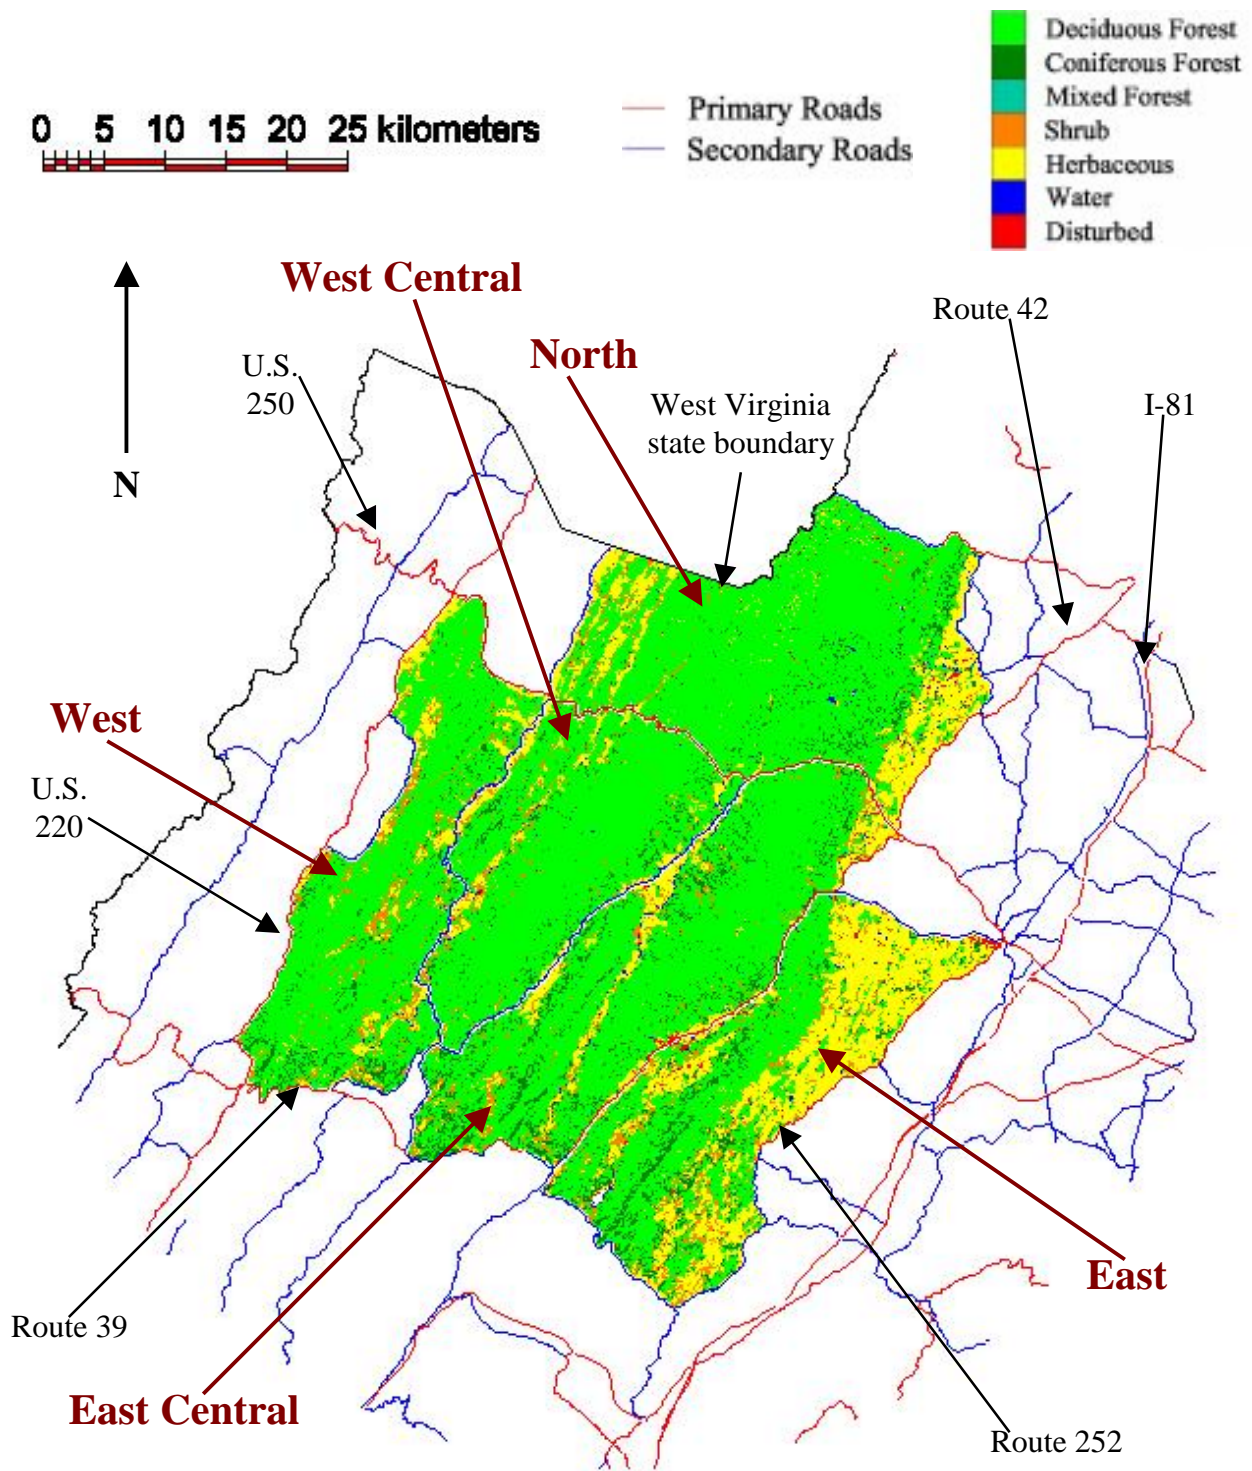 Deciduous Forest
Coniferous Forest
Mixed Forest
Shrub
Herbaceous
Water
Disturbed
Primary Roads
Secondary Roads
0 5 10 15 20 25 kilometers
N
West Central
North
Route 42
U.S.
250
West Virginia
state boundary
I-81
West
U.S.
220
East
Route 39
East Central
Route 252